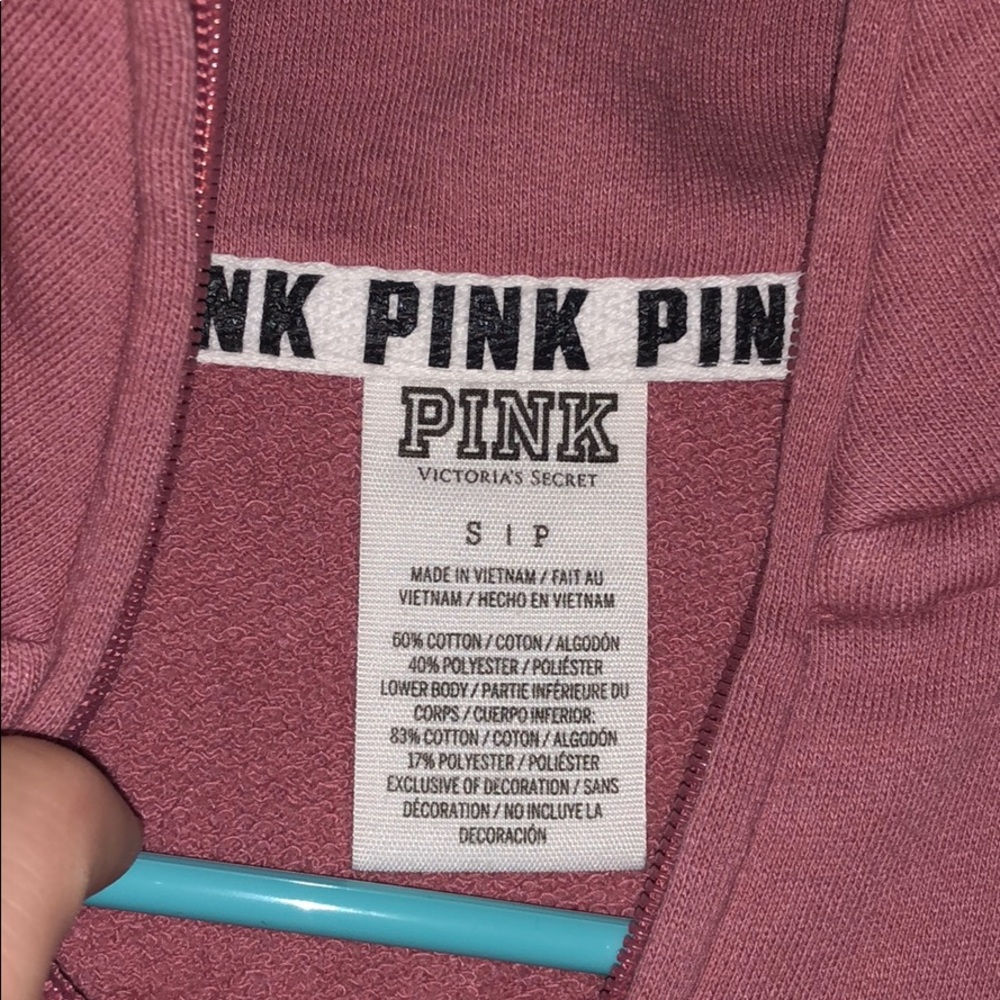 NK PINK PIN
PINK
VICTORIA'S SECRET
S | P
MADE IN VIETNAM / FAIT AU
VIETNAM / HECHO EN VIETNAM
60% COTTON / COTON / ALGODÓN
40% POLYESTER / POLIÉSTER
LOWER BODY / PARTIE INFÉRIEURE DU
CORPS / CUERPO INFERIOR:
83% COTTON / COTON / ALGODÓN
17% POLYESTER / POLIÉSTER
EXCLUSIVE OF DECORATION / SANS
DÉCORATION / NO INCLUYE LA
DECORACIÓN